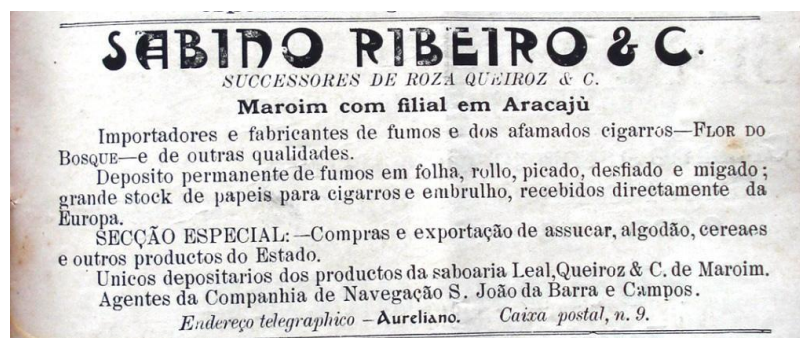 SABINO RIBEIRO & C.
SUCCESSORES DE ROZA QUEIROZ & C.
Maroim com filial em Aracajù
Importadores e fabricantes de fumos e dos afamados cigarros—FLOR DO
BOSQUE—e de outras qualidades.
Deposito permanente de fumos em folha, rollo, picado, desfiado e migado;
grande stock de papeis para cigarros e embrulho, recebidos directamente da
Europa.
SECÇÃO ESPECIAL:—Compras e exportação de assucar, algodão, cereaes
e outros productos do Estado.
Unicos depositarios dos productos da saboaria Leal, Queiroz & C. de Maroim.
Agentes da Companhia de Navegação S. João da Barra e Campos.
Endereço telegraphico —Aureliano. Caixa postal, n. 9.